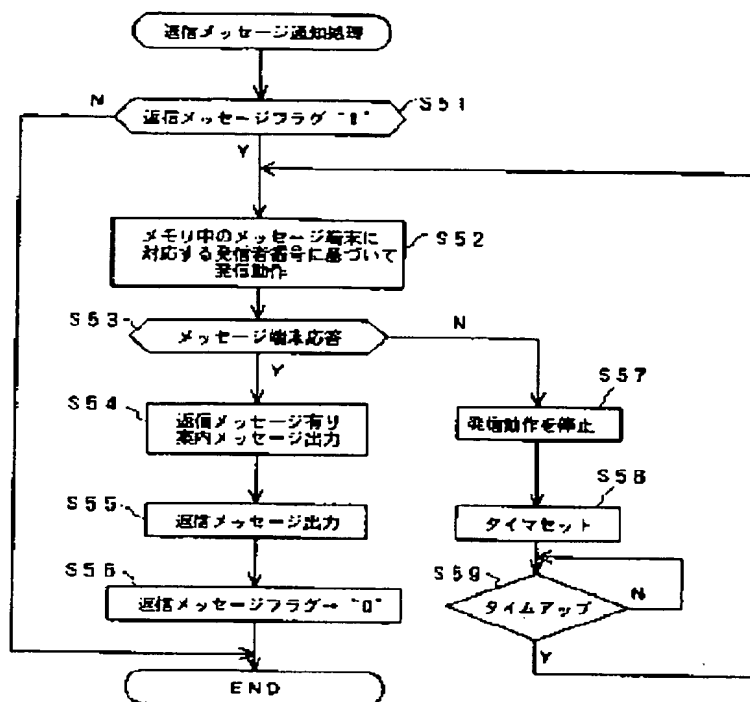 返信メッセージ通知処理
N
S51
返信メッセージフラグ "1"
Y
メモリ中のメッセージ端末に
対応する発信者番号に基づいて
発信動作
S52
S53
メッセージ端末応答
N
Y
S54
返信メッセージ有り
案内メッセージ出力
S57
発信動作を停止
S55
返信メッセージ出力
S58
タイマセット
S56
返信メッセージフラグ→ "0"
S59
タイムアップ
N
Y
END